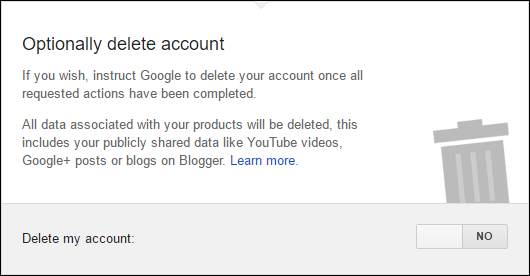 Optionally delete account
If you wish, instruct Google to delete your account once all
requested actions have been completed.
All data associated with your products will be deleted, this
includes your publicly shared data like YouTube videos,
Google+ posts or blogs on Blogger. Learn more.
Delete my account: NO